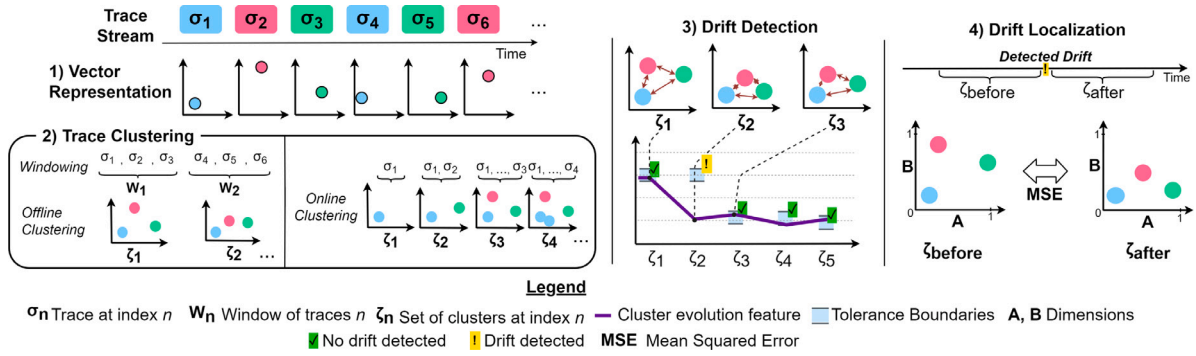 Trace Stream
σ1 σ2 σ3 σ4 σ5 σ6 ...
Time
1) Vector Representation
...
2) Trace Clustering
Windowing
σ1 , σ2 , σ3
σ4 , σ5 , σ6
W1
W2
Offline Clustering
ζ1
ζ2 ...
σ1
σ1, σ2
σ1, ..., σ3
σ1, ..., σ4
Online Clustering
ζ1
ζ2
ζ3
ζ4 ...
3) Drift Detection
ζ1
ζ2
ζ3
!
ζ1 ζ2 ζ3 ζ4 ζ5
4) Drift Localization
Detected Drift
!
Time
ζbefore
ζafter
1
B
0
A
1
ζbefore
MSE
1
B
0
A
1
ζafter
Legend
σn Trace at index n
Wn Window of traces n
ζn Set of clusters at index n
Cluster evolution feature
Tolerance Boundaries
A, B Dimensions
✓ No drift detected
! Drift detected
MSE Mean Squared Error